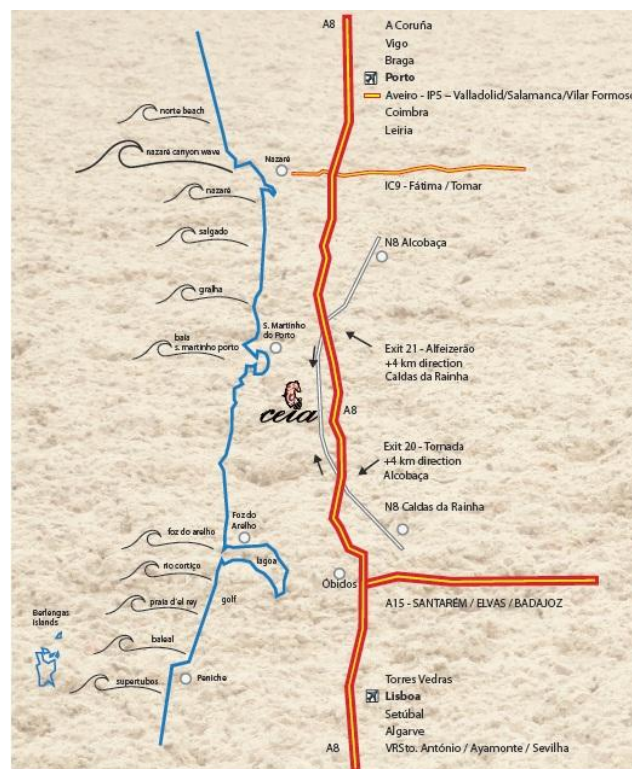 A8
A Coruña
Vigo
Braga
Porto
Aveiro - IP5 – Valladolid/Salamanca/Vilar Formoso
Coimbra
Leiria
norte beach
nazaré canyon wave
Nazaré
nazaré
IC9 - Fátima / Tomar
salgado
N8 Alcobaça
gralha
S. Martinho
do Porto
baia
s. martinho porto
Exit 21 - Alfeizerão
+4 km direction
Caldas da Rainha
ceia
A8
Exit 20 - Tornada
+4 km direction
Alcobaça
N8 Caldas da Rainha
Foz do
Arelho
foz do arelho
lagoa
rio cortiço
Óbidos
golf
praia d'el rey
A15 - SANTARÉM / ELVAS / BADAJOZ
Berlengas
Islands
baleal
Peniche
supertubos
Torres Vedras
Lisboa
Setúbal
Algarve
A8
VRSto. António / Ayamonte / Sevilha